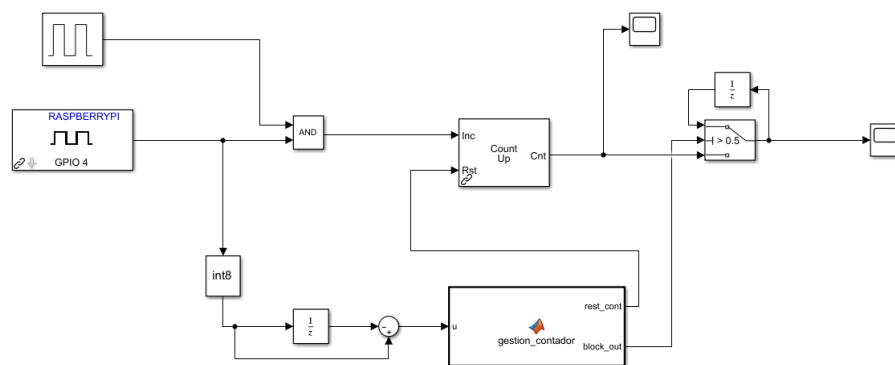 RASPBERRYPI
GPIO 4
AND
Inc
Count
Up
Cnt
Rst
1
z
> 0.5
int8
1
z
−
+
u
gestion_contador
rest_cont
block_out